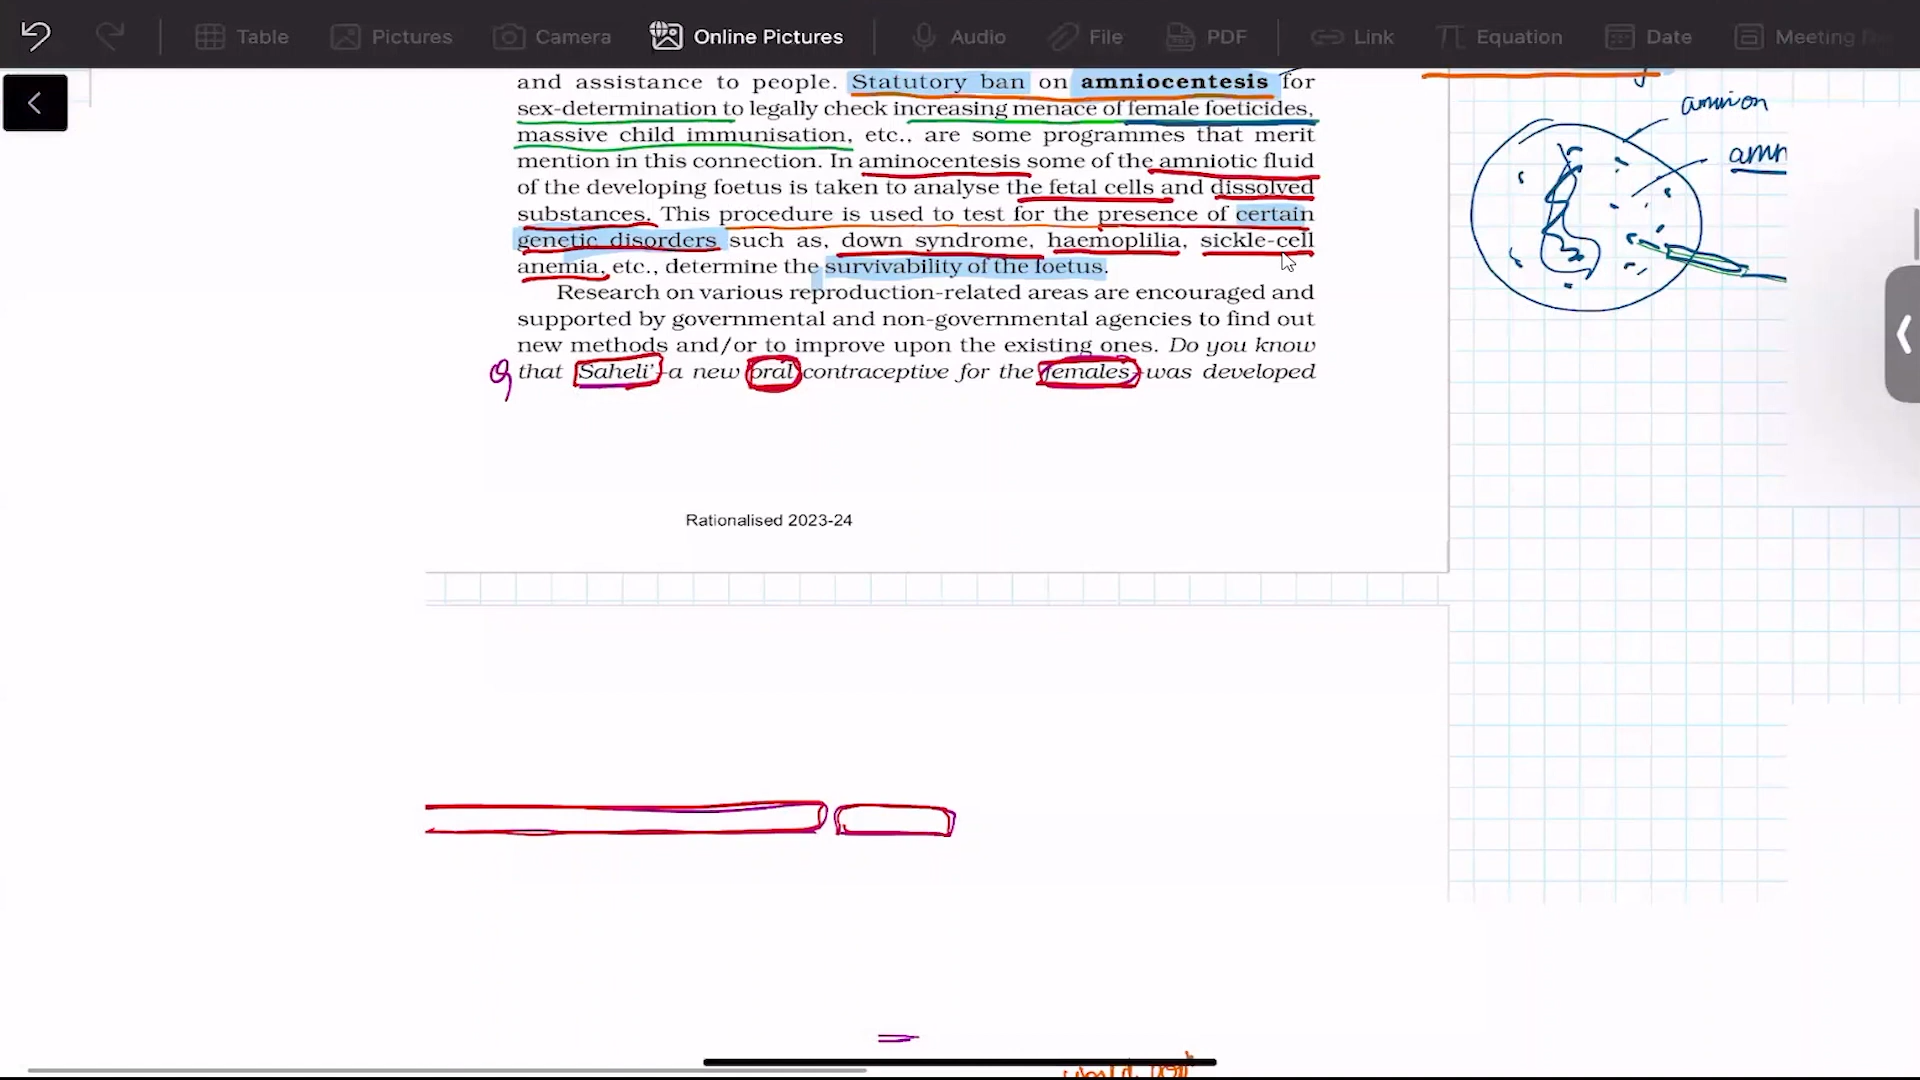 Table Pictures Camera Online Pictures Audio File PDF Link Equation Date Meeting
and assistance to people. Statutory ban on amniocentesis for
sex-determination to legally check increasing menace of female foeticides,
massive child immunisation, etc., are some programmes that merit
mention in this connection. In aminocentesis some of the amniotic fluid
of the developing foetus is taken to analyse the fetal cells and dissolved
substances. This procedure is used to test for the presence of certain
genetic disorders such as, down syndrome, haemoplilia, sickle-cell
anemia, etc., determine the survivability of the foetus.
Research on various reproduction-related areas are encouraged and
supported by governmental and non-governmental agencies to find out
new methods and/or to improve upon the existing ones. Do you know
that Saheli'-a new oral contraceptive for the females-was developed
Rationalised 2023-24
amnion